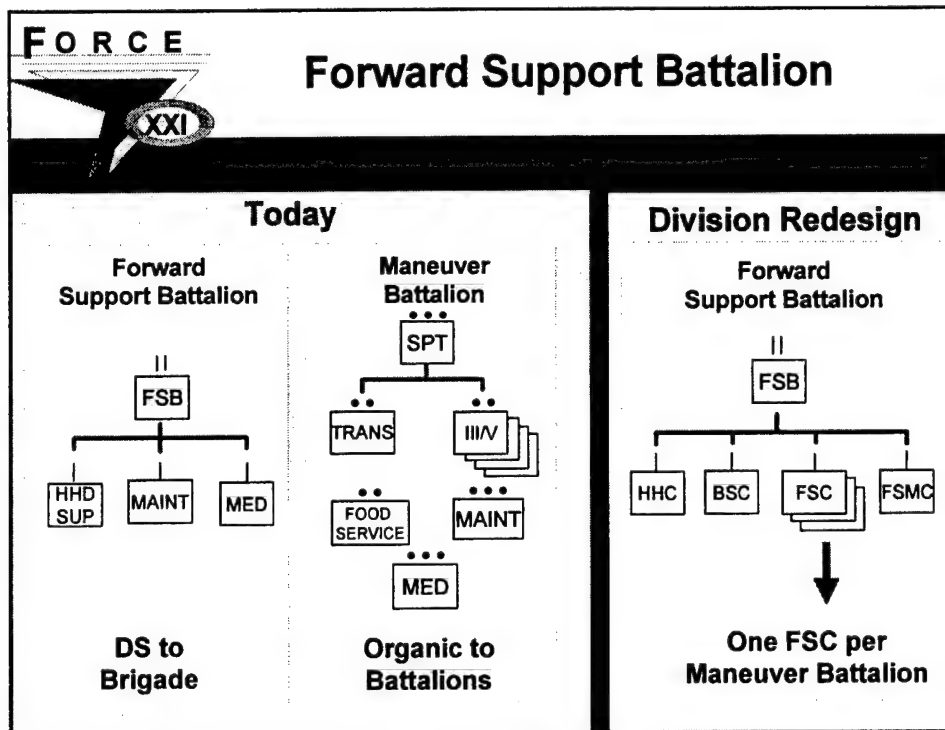 FORCE
XXI
Forward Support Battalion
Today
Forward
Support Battalion
II
FSB
HHD
SUP
MAINT
MED
DS to
Brigade
Maneuver
Battalion
•••
SPT
••
TRANS
••
III/V
••
FOOD
SERVICE
•••
MAINT
•••
MED
Organic to
Battalions
Division Redesign
Forward
Support Battalion
II
FSB
HHC
BSC
FSC
FSMC
One FSC per
Maneuver Battalion